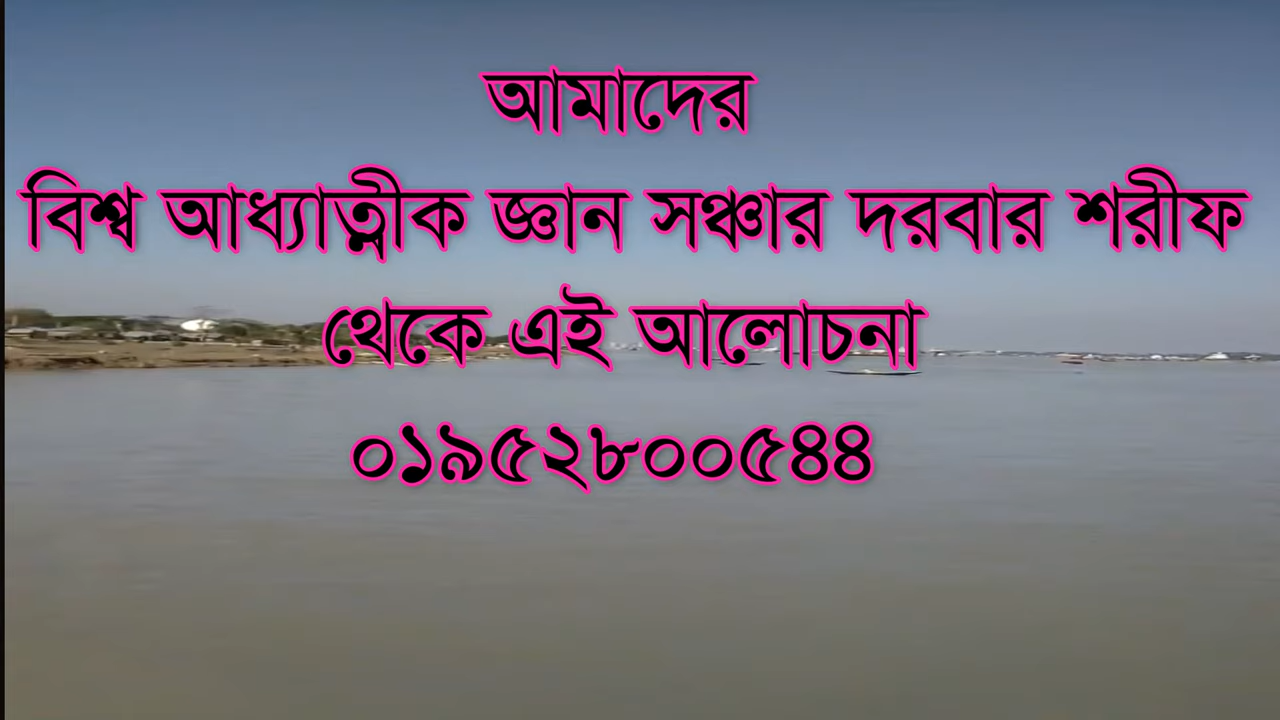 আমাদের
বিশ্ব আধ্যাত্নীক জ্ঞান সঞ্চার দরবার শরীফ
থেকে এই আলোচনা
০১৯৫২৮০০৫৪৪